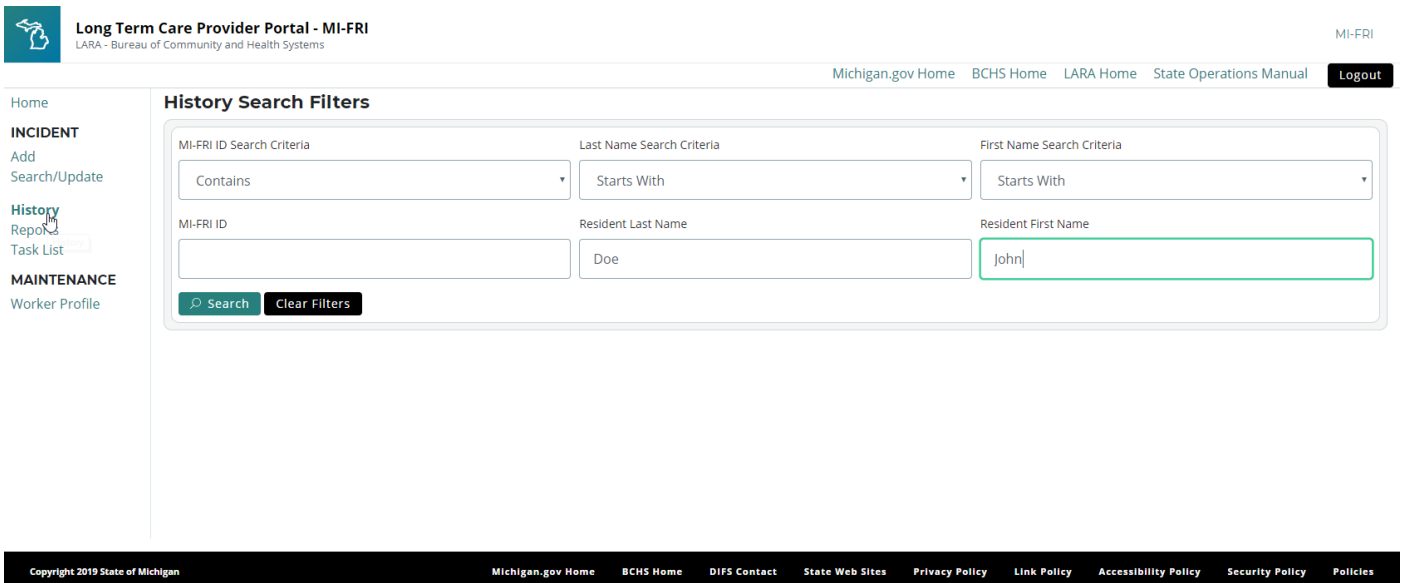 Long Term Care Provider Portal - MI-FRI
LARA - Bureau of Community and Health Systems
MI-FRI
Michigan.gov Home BCHS Home LARA Home State Operations Manual Logout
Home
INCIDENT
Add
Search/Update
History
Reports
Task List
MAINTENANCE
Worker Profile
History Search Filters
MI-FRI ID Search Criteria Last Name Search Criteria First Name Search Criteria
Contains Starts With Starts With
MI-FRI ID Resident Last Name Resident First Name
Doe John
Search Clear Filters
Copyright 2019 State of Michigan Michigan.gov Home BCHS Home DIFS Contact State Web Sites Privacy Policy Link Policy Accessibility Policy Security Policy Policies